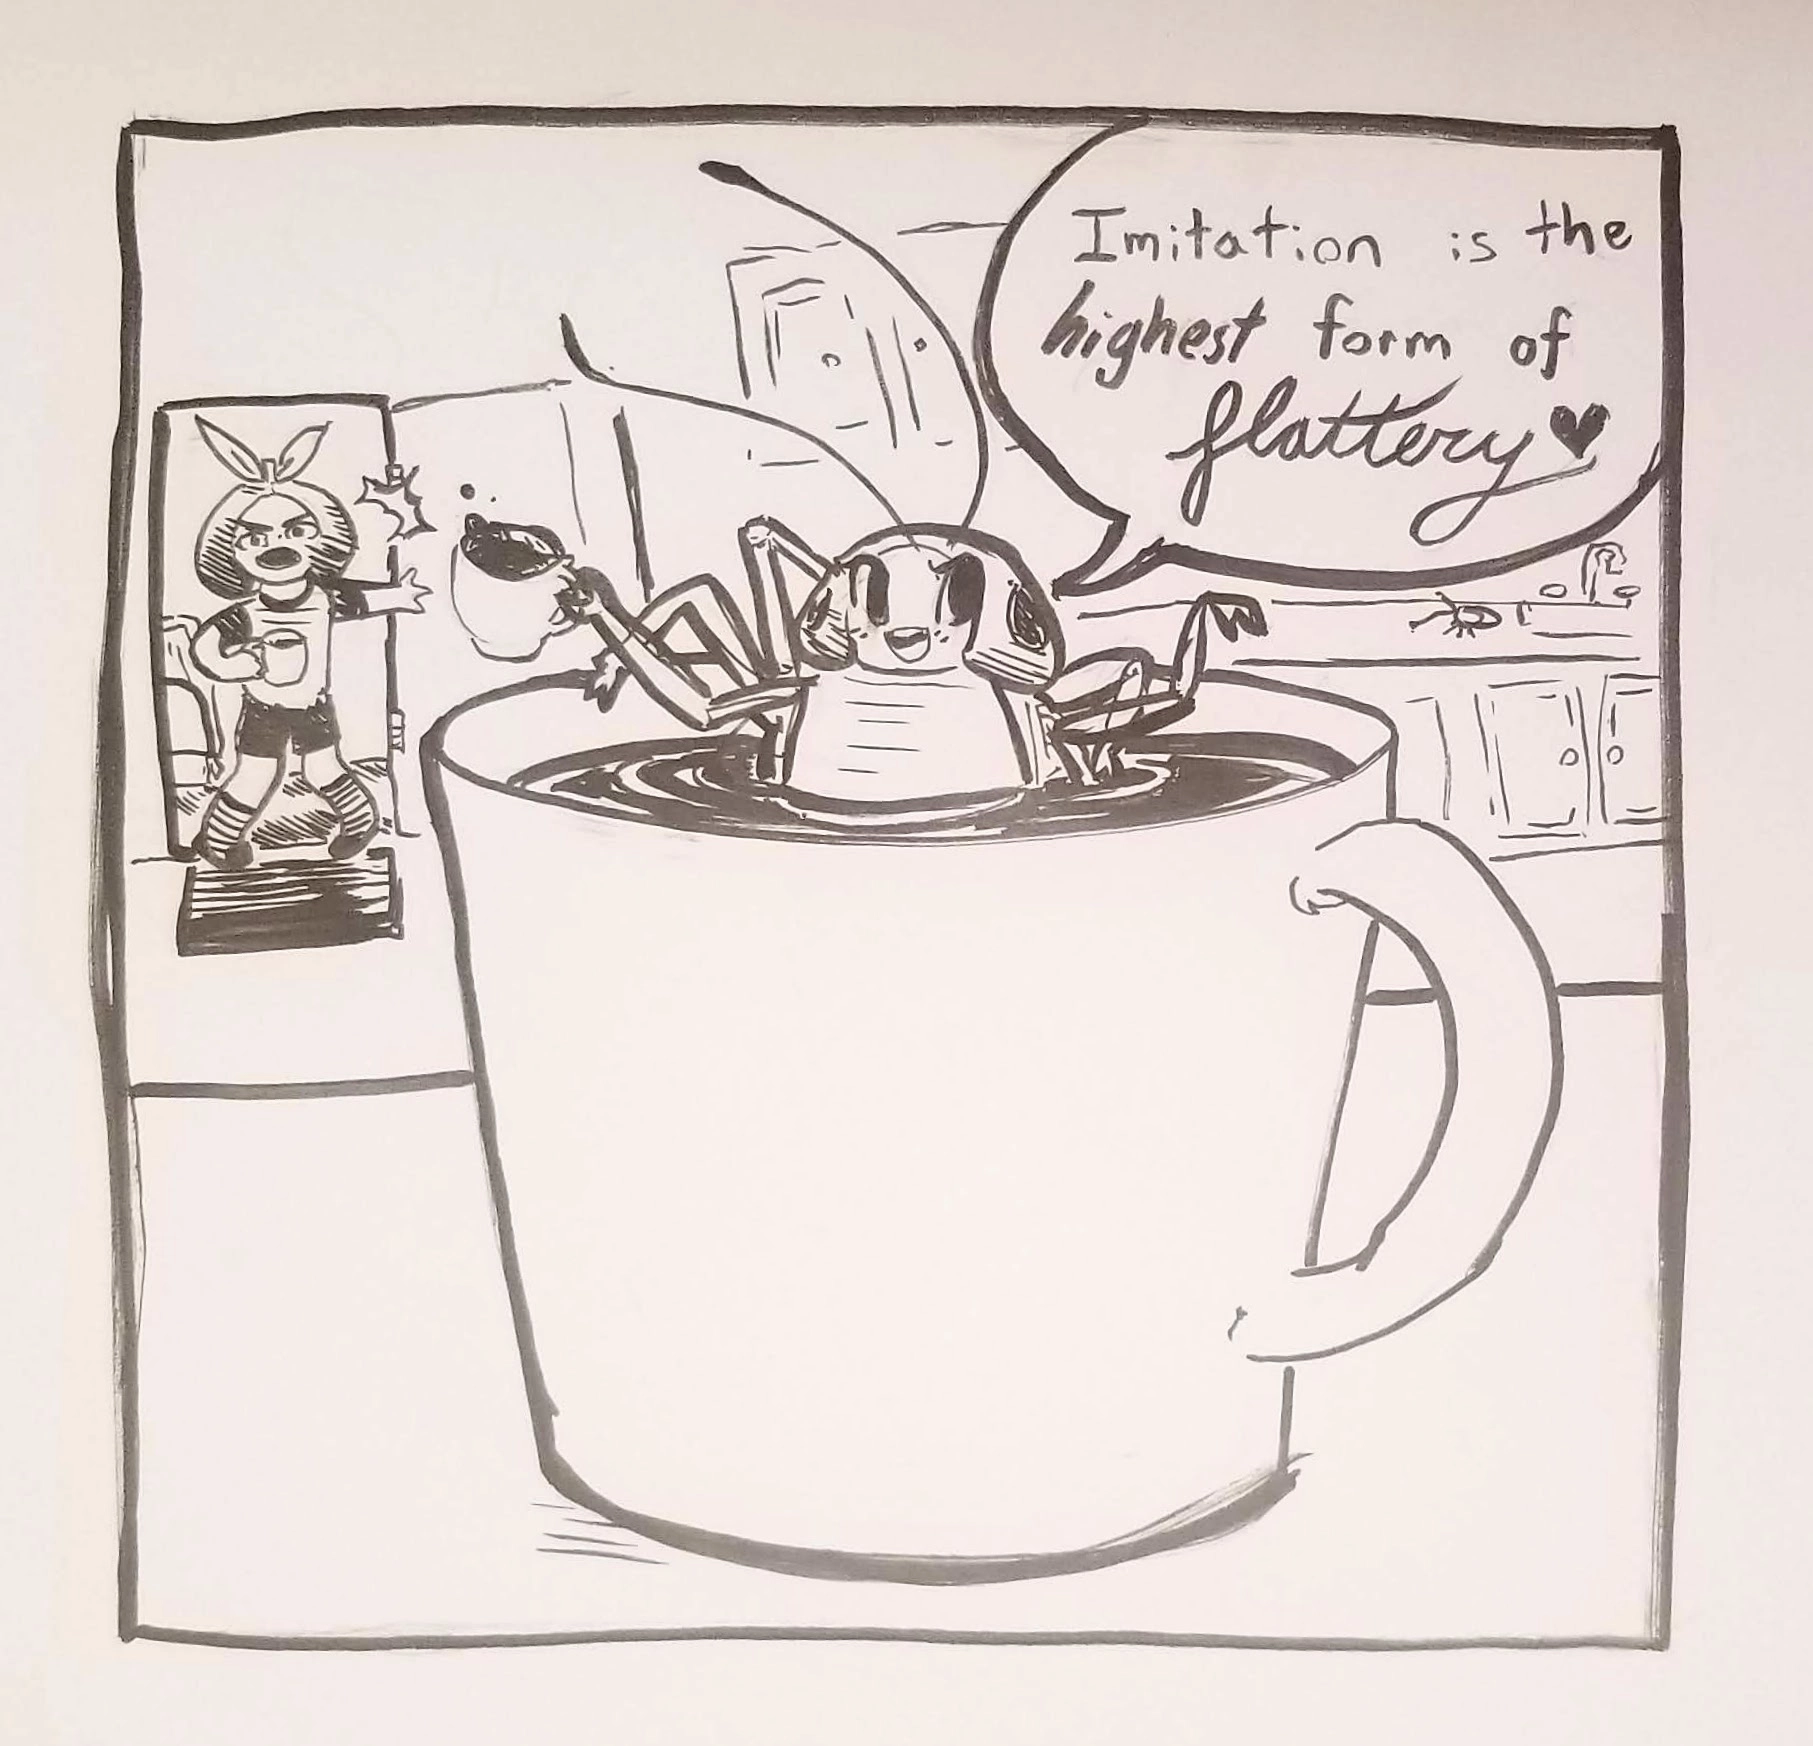 Imitation is the
highest form of
flattery♥